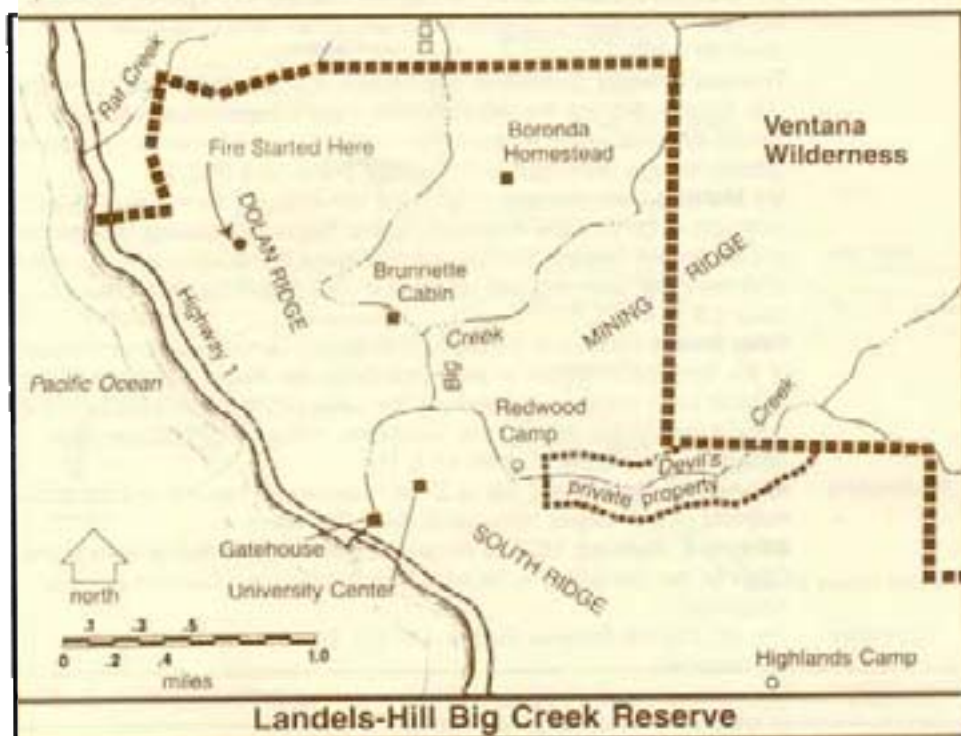 Rat Creek
Fire Started Here
Boronda
Homestead
Ventana
Wilderness
DOLAN RIDGE
Brunnette
Cabin
MINING RIDGE
Highway 1
Big Creek
Pacific Ocean
Redwood
Camp
Devil's Creek
private property
Gatehouse
SOUTH RIDGE
University Center
north
.1 .3 .5
0 .2 .4 1.0
miles
Highlands Camp
Landels-Hill Big Creek Reserve